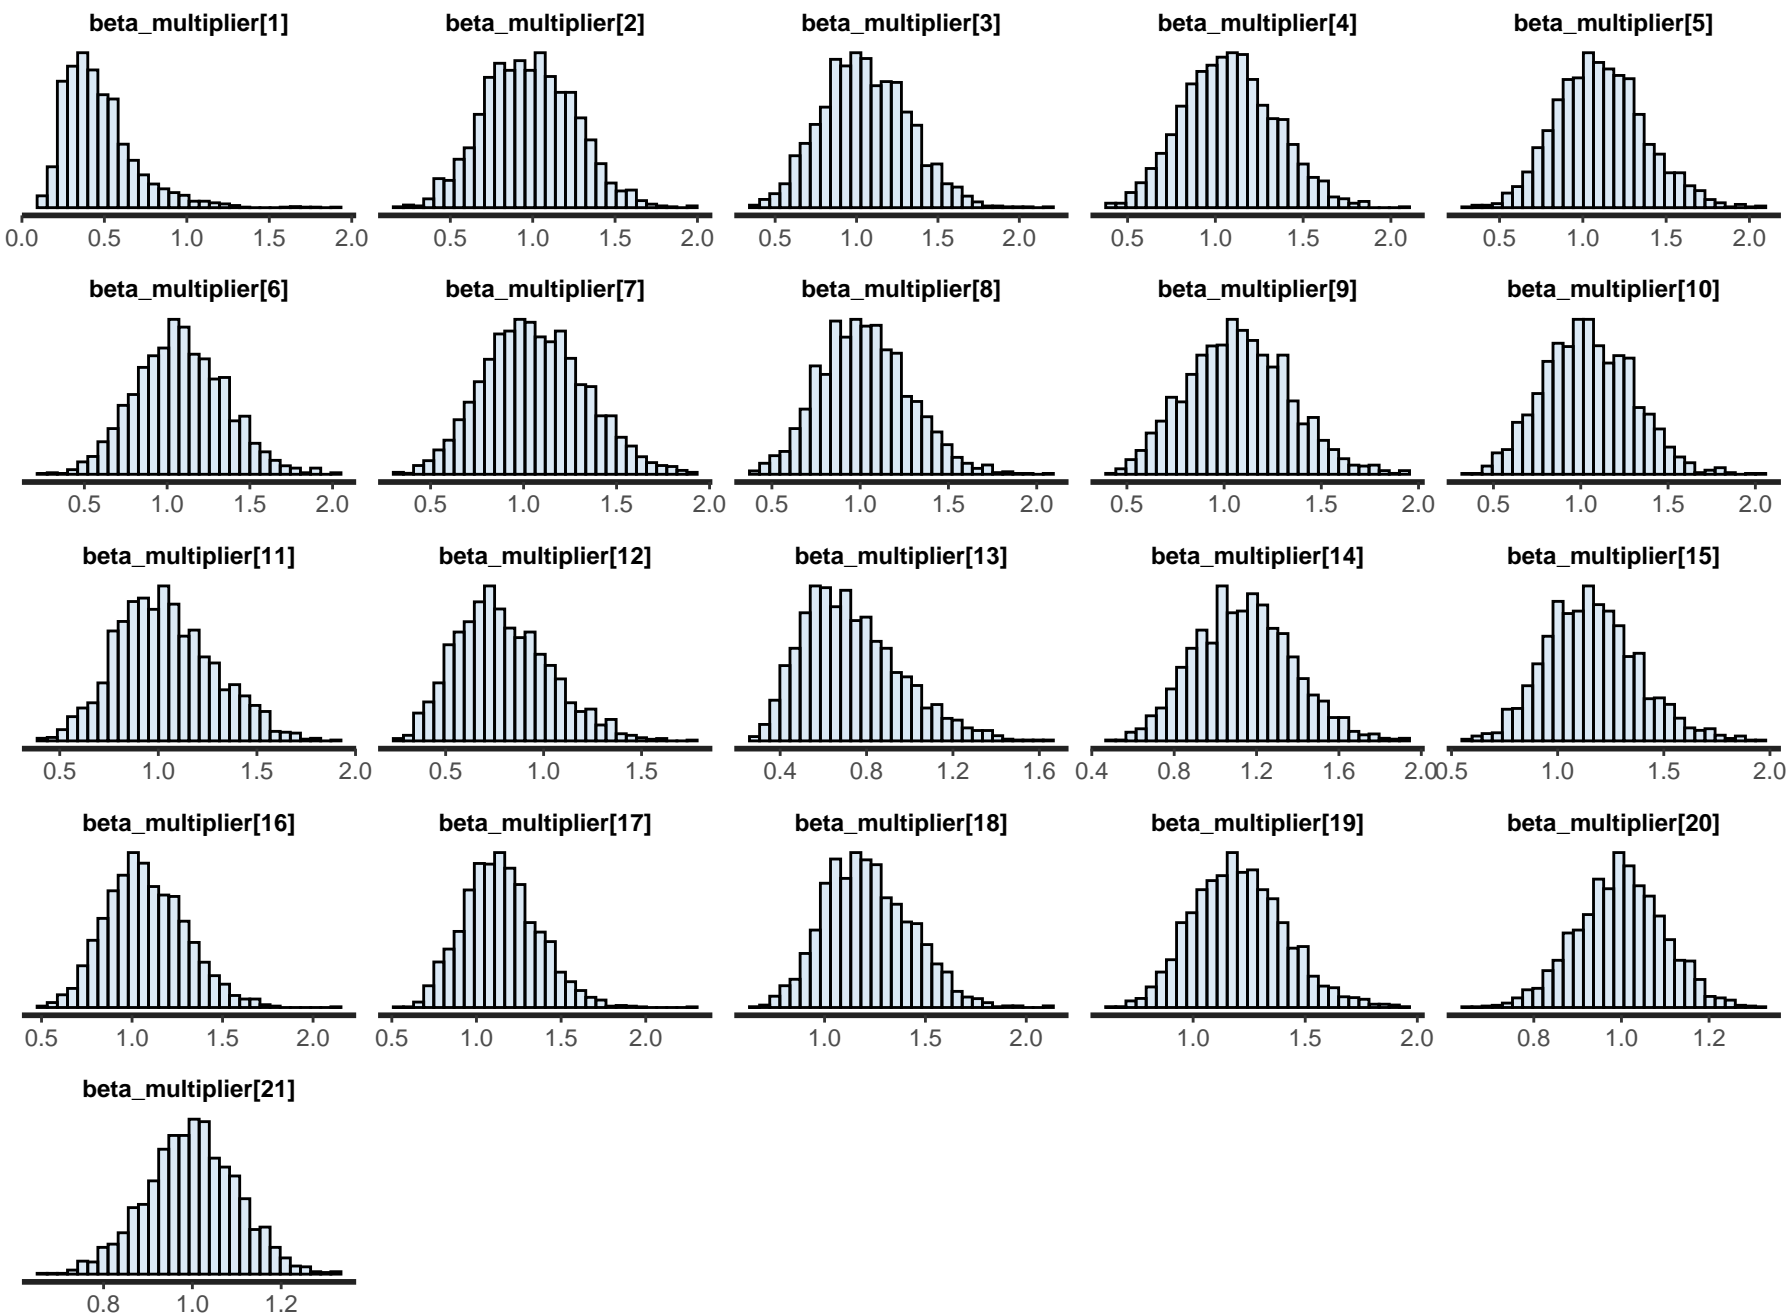 beta_multiplier[1] beta_multiplier[2] beta_multiplier[3] beta_multiplier[4] beta_multiplier[5]
0.0 0.5 1.0 1.5 2.0 0.5 1.0 1.5 2.0 0.5 1.0 1.5 2.0 0.5 1.0 1.5 2.0 0.5 1.0 1.5 2.0
beta_multiplier[6] beta_multiplier[7] beta_multiplier[8] beta_multiplier[9] beta_multiplier[10]
0.5 1.0 1.5 2.0 0.5 1.0 1.5 2.0 0.5 1.0 1.5 2.0 0.5 1.0 1.5 2.0 0.5 1.0 1.5 2.0
beta_multiplier[11] beta_multiplier[12] beta_multiplier[13] beta_multiplier[14] beta_multiplier[15]
0.5 1.0 1.5 2.0 0.5 1.0 1.5 0.4 0.8 1.2 1.6 0.4 0.8 1.2 1.6 2.0 0.5 1.0 1.5 2.0
beta_multiplier[16] beta_multiplier[17] beta_multiplier[18] beta_multiplier[19] beta_multiplier[20]
0.5 1.0 1.5 2.0 0.5 1.0 1.5 2.0 1.0 1.5 2.0 1.0 1.5 2.0 0.8 1.0 1.2
beta_multiplier[21]
0.8 1.0 1.2